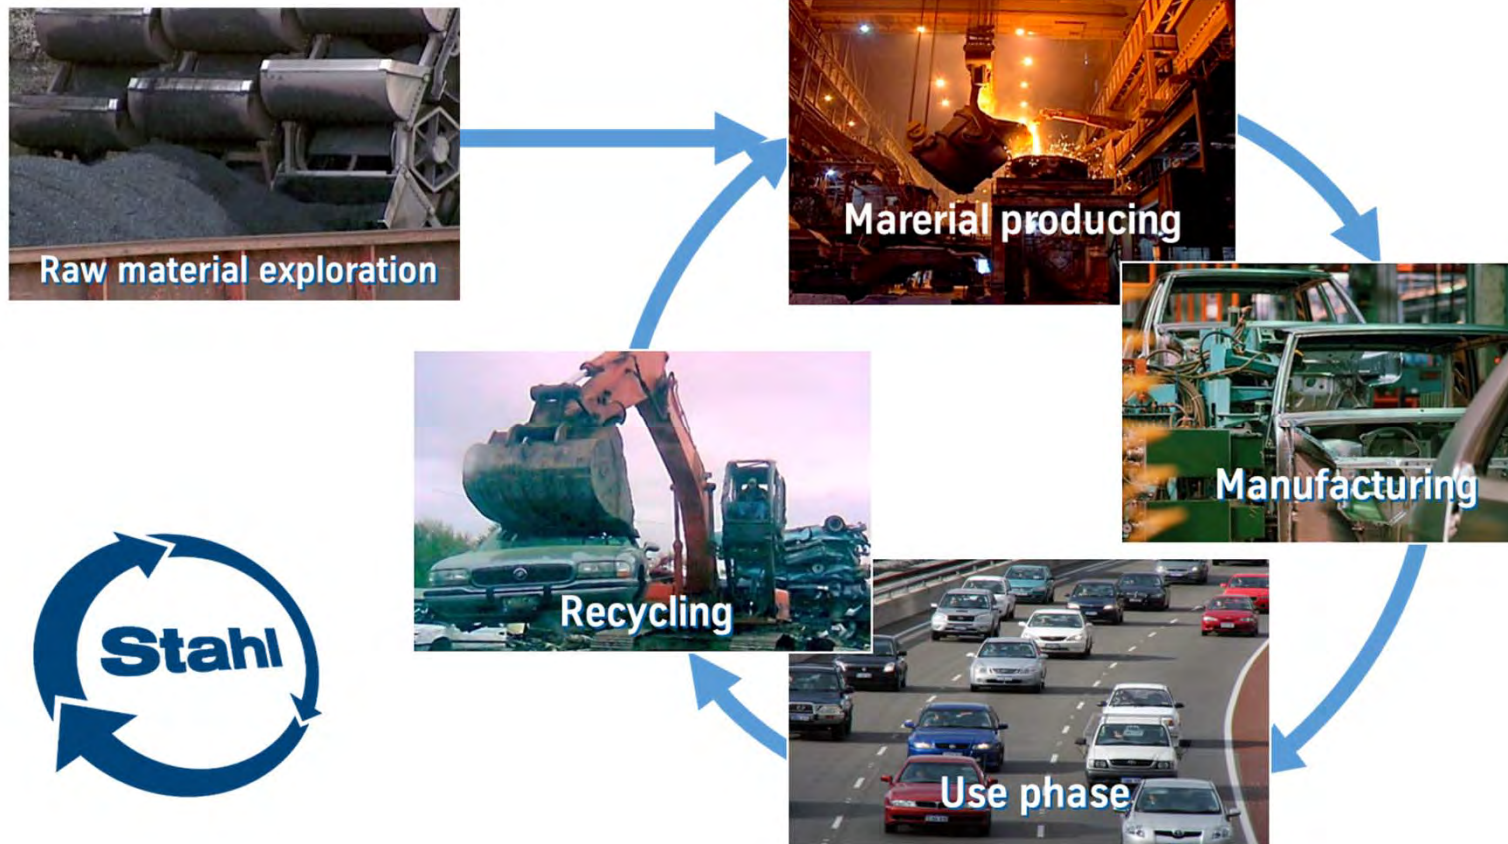 Raw material exploration
Marerial producing
Manufacturing
Recycling
Use phase
Stahl